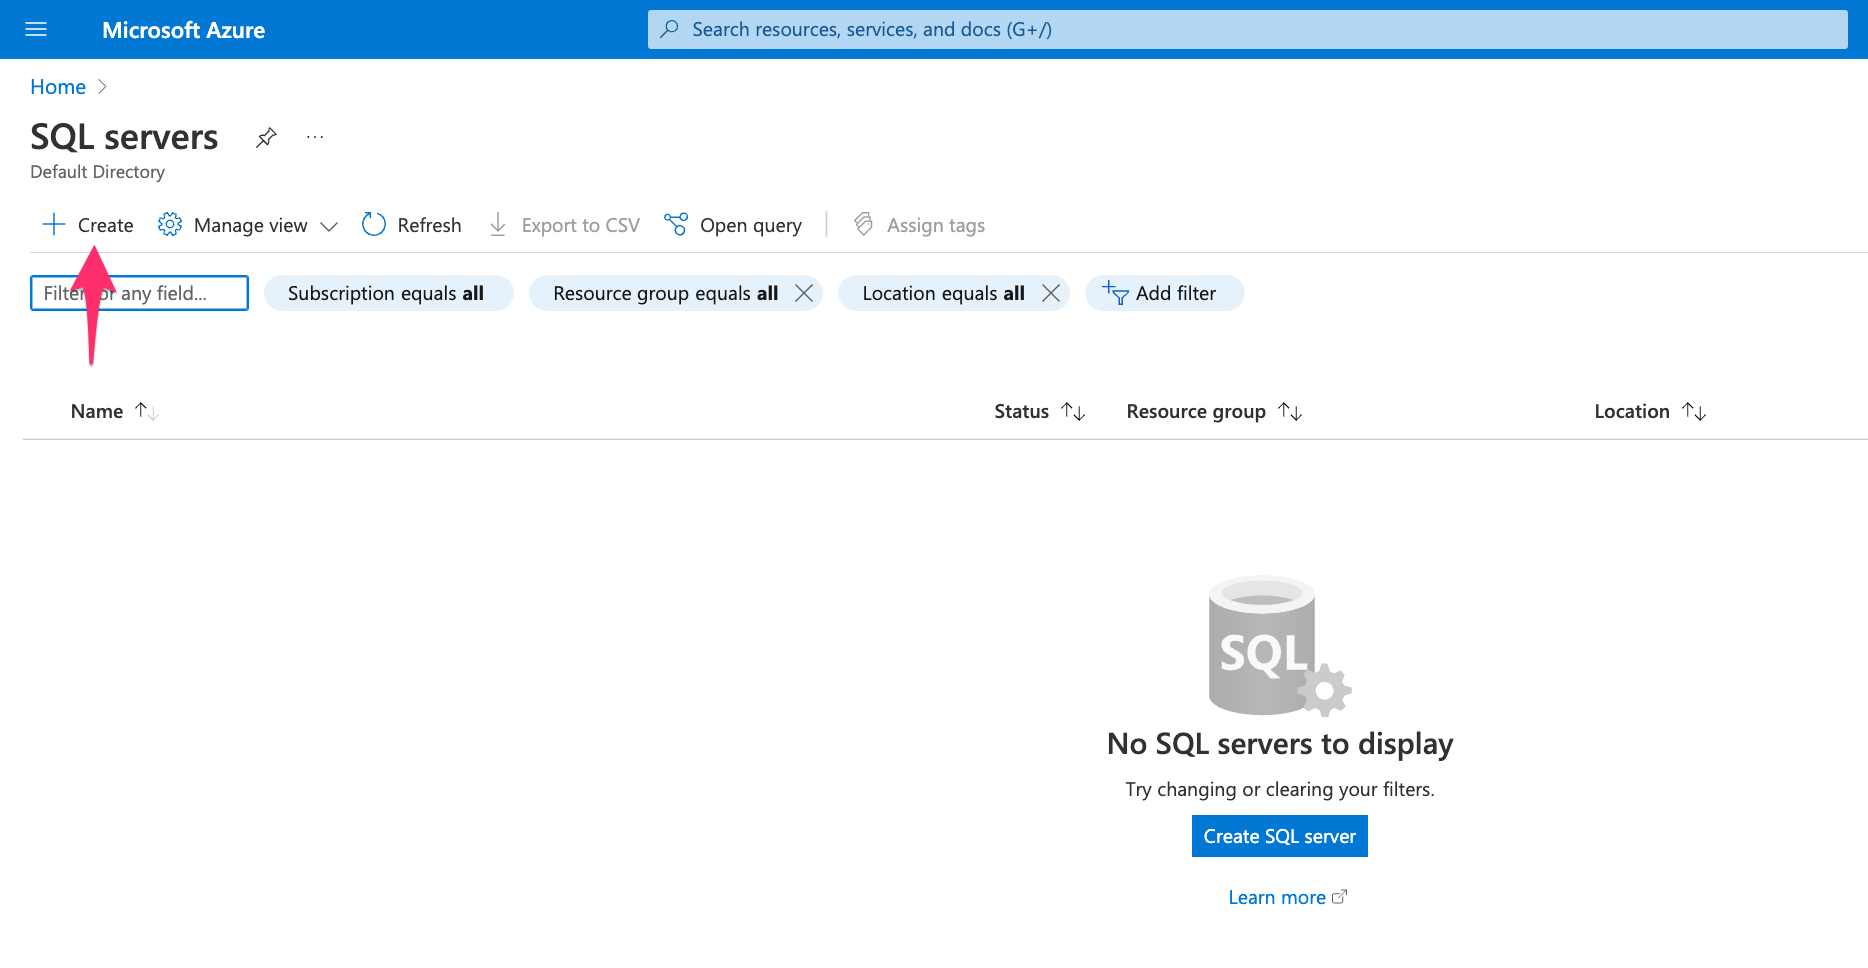 Microsoft Azure
Search resources, services, and docs (G+/)
Home
SQL servers
Default Directory
Create Manage view Refresh Export to CSV Open query Assign tags
Filter for any field... Subscription equals all Resource group equals all Location equals all Add filter
Name Status Resource group Location
SQL
No SQL servers to display
Try changing or clearing your filters.
Create SQL server
Learn more